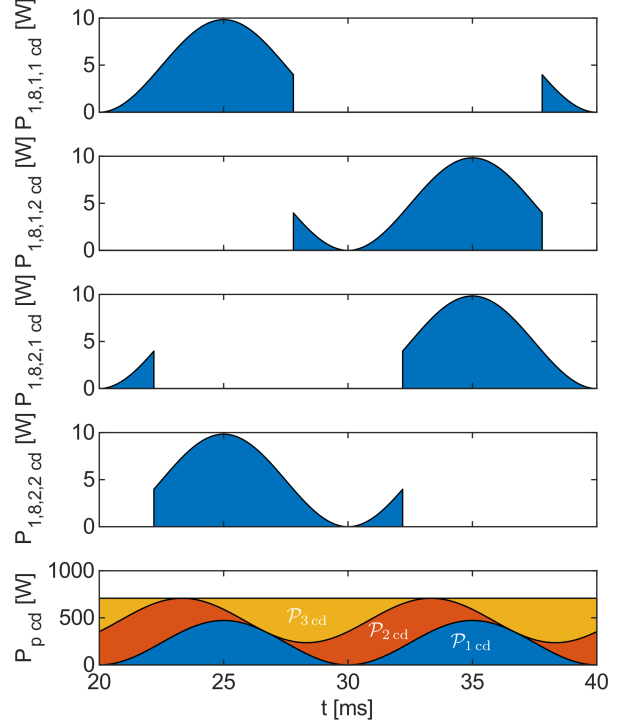 P1,8,1,1 cd [W]
10
5
0
P1,8,1,2 cd [W]
10
5
0
P1,8,2,1 cd [W]
10
5
0
P1,8,2,2 cd [W]
10
5
0
Pp cd [W]
1000
500
0
𝒫3 cd
𝒫2 cd
𝒫1 cd
20 25 30 35 40
t [ms]